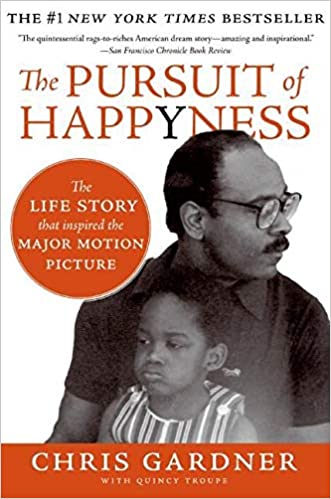 THE #1 NEW YORK TIMES BESTSELLER
"The quintessential rags-to-riches American dream story—amazing and inspirational."
—San Francisco Chronicle Book Review
The PURSUIT of
HAPPYNESS
The
LIFE STORY
that inspired the
MAJOR MOTION
PICTURE
CHRIS GARDNER
WITH QUINCY TROUPE